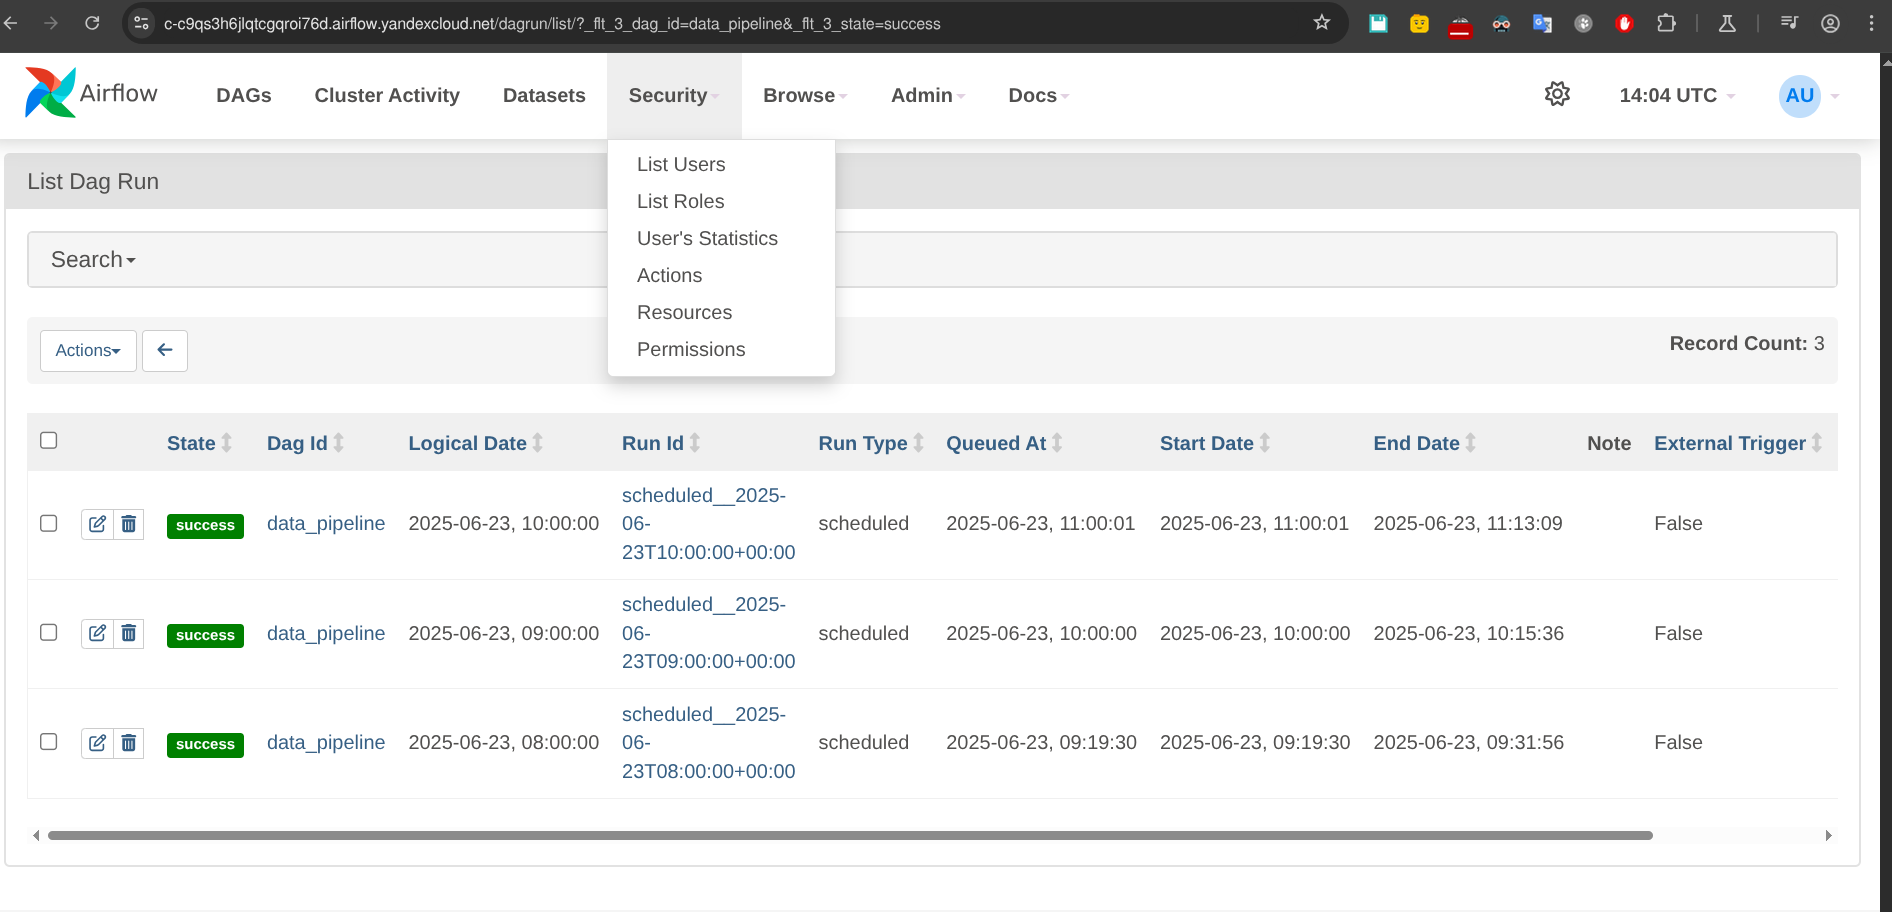 c-c9qs3h6jlqtcgqroi76d.airflow.yandexcloud.net/dagrun/list/?_flt_3_dag_id=data_pipeline&_flt_3_state=success
Airflow
DAGs
Cluster Activity
Datasets
Security
Browse
Admin
Docs
14:04 UTC
AU
List Users
List Roles
User's Statistics
Actions
Resources
Permissions
List Dag Run
Search
Actions
Record Count: 3
State Dag Id Logical Date Run Id Run Type Queued At Start Date End Date Note External Trigger
success data_pipeline 2025-06-23, 10:00:00 scheduled__2025-
06-
23T10:00:00+00:00 scheduled 2025-06-23, 11:00:01 2025-06-23, 11:00:01 2025-06-23, 11:13:09 False
success data_pipeline 2025-06-23, 09:00:00 scheduled__2025-
06-
23T09:00:00+00:00 scheduled 2025-06-23, 10:00:00 2025-06-23, 10:00:00 2025-06-23, 10:15:36 False
success data_pipeline 2025-06-23, 08:00:00 scheduled__2025-
06-
23T08:00:00+00:00 scheduled 2025-06-23, 09:19:30 2025-06-23, 09:19:30 2025-06-23, 09:31:56 False